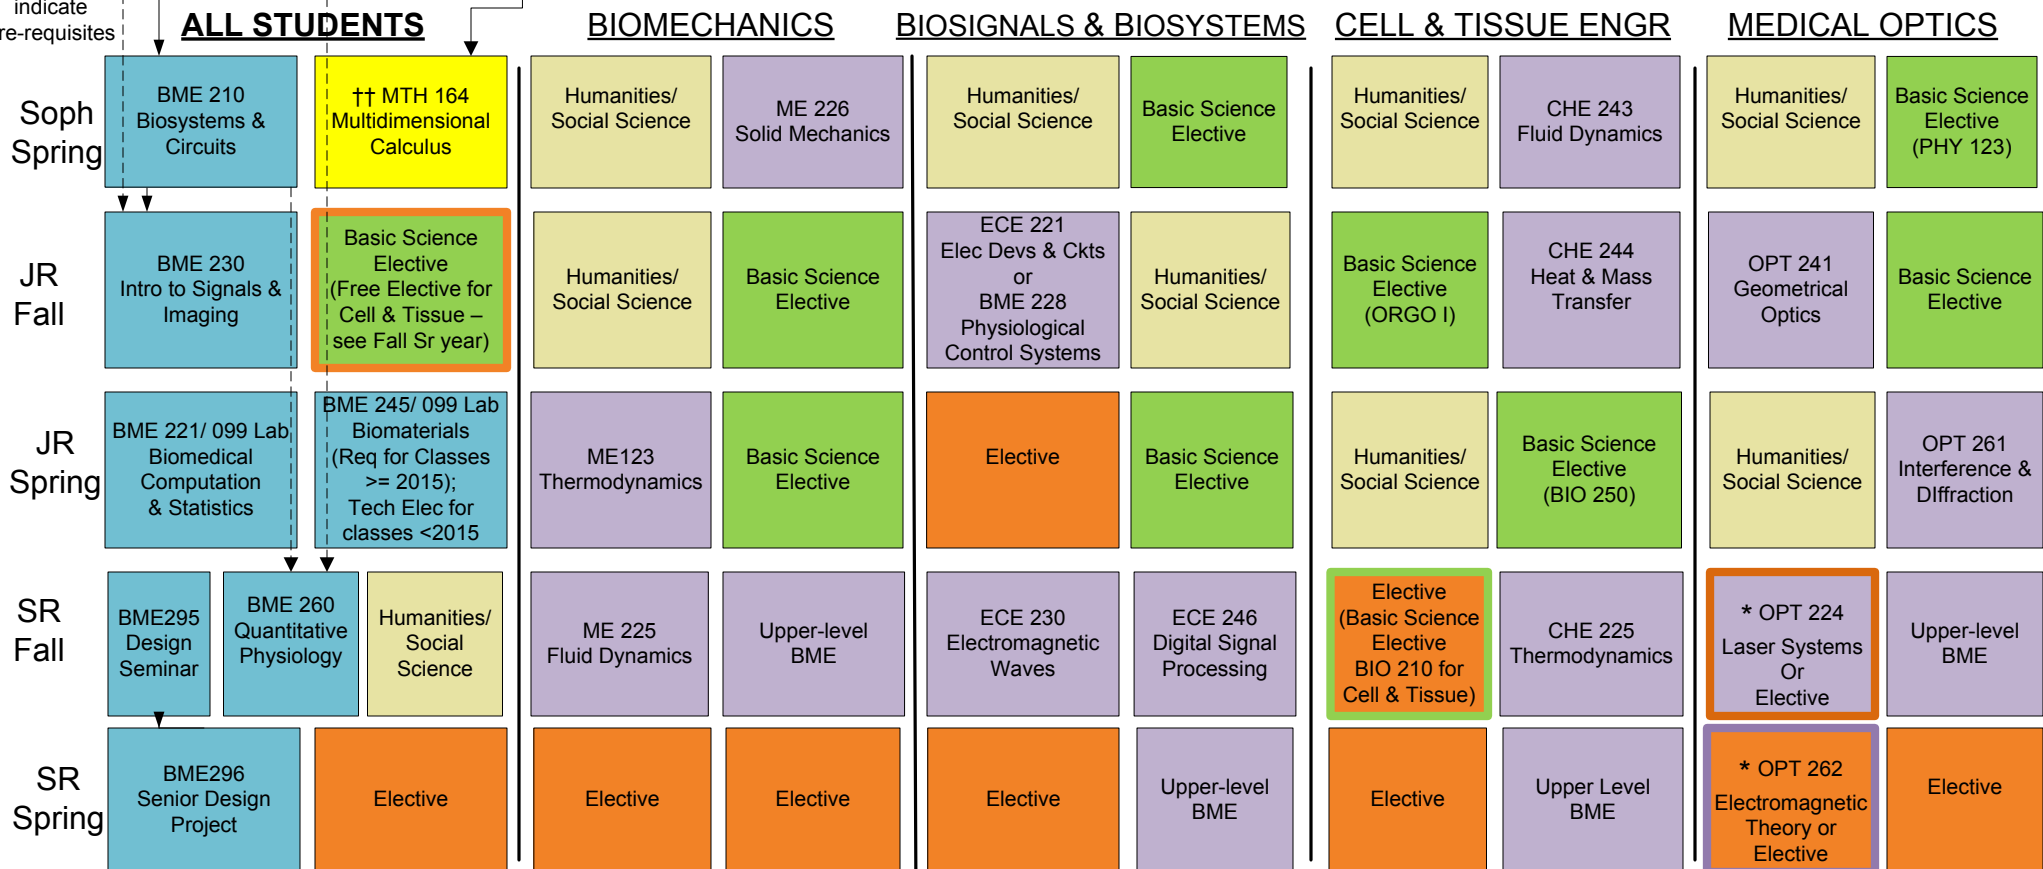 indicate
re-requisites
ALL STUDENTS
BIOMECHANICS
BIOSIGNALS & BIOSYSTEMS
CELL & TISSUE ENGR
MEDICAL OPTICS
Soph
Spring
BME 210
Biosystems &
Circuits
†† MTH 164
Multidimensional
Calculus
Humanities/
Social Science
ME 226
Solid Mechanics
Humanities/
Social Science
Basic Science
Elective
Humanities/
Social Science
CHE 243
Fluid Dynamics
Humanities/
Social Science
Basic Science
Elective
(PHY 123)
JR
Fall
BME 230
Intro to Signals &
Imaging
Basic Science
Elective
(Free Elective for
Cell & Tissue –
see Fall Sr year)
Humanities/
Social Science
Basic Science
Elective
ECE 221
Elec Devs & Ckts
or
BME 228
Physiological
Control Systems
Humanities/
Social Science
Basic Science
Elective
(ORGO I)
CHE 244
Heat & Mass
Transfer
OPT 241
Geometrical
Optics
Basic Science
Elective
JR
Spring
BME 221/ 099 Lab
Biomedical
Computation
& Statistics
BME 245/ 099 Lab
Biomaterials
(Req for Classes
>= 2015);
Tech Elec for
classes <2015
ME123
Thermodynamics
Basic Science
Elective
Elective
Basic Science
Elective
Humanities/
Social Science
Basic Science
Elective
(BIO 250)
Humanities/
Social Science
OPT 261
Interference &
DIffraction
SR
Fall
BME295
Design
Seminar
BME 260
Quantitative
Physiology
Humanities/
Social
Science
ME 225
Fluid Dynamics
Upper-level
BME
ECE 230
Electromagnetic
Waves
ECE 246
Digital Signal
Processing
Elective
(Basic Science
Elective
BIO 210 for
Cell & Tissue)
CHE 225
Thermodynamics
* OPT 224
Laser Systems
Or
Elective
Upper-level
BME
SR
Spring
BME296
Senior Design
Project
Elective
Elective
Elective
Elective
Upper-level
BME
Elective
Upper Level
BME
* OPT 262
Electromagnetic
Theory or
Elective
Elective